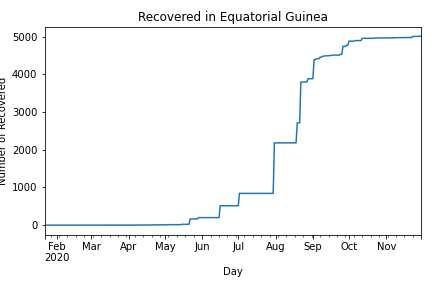 Recovered in Equatorial Guinea
Number of Recovered
5000
4000
3000
2000
1000
0
Feb Mar Apr May Jun Jul Aug Sep Oct Nov
2020
Day